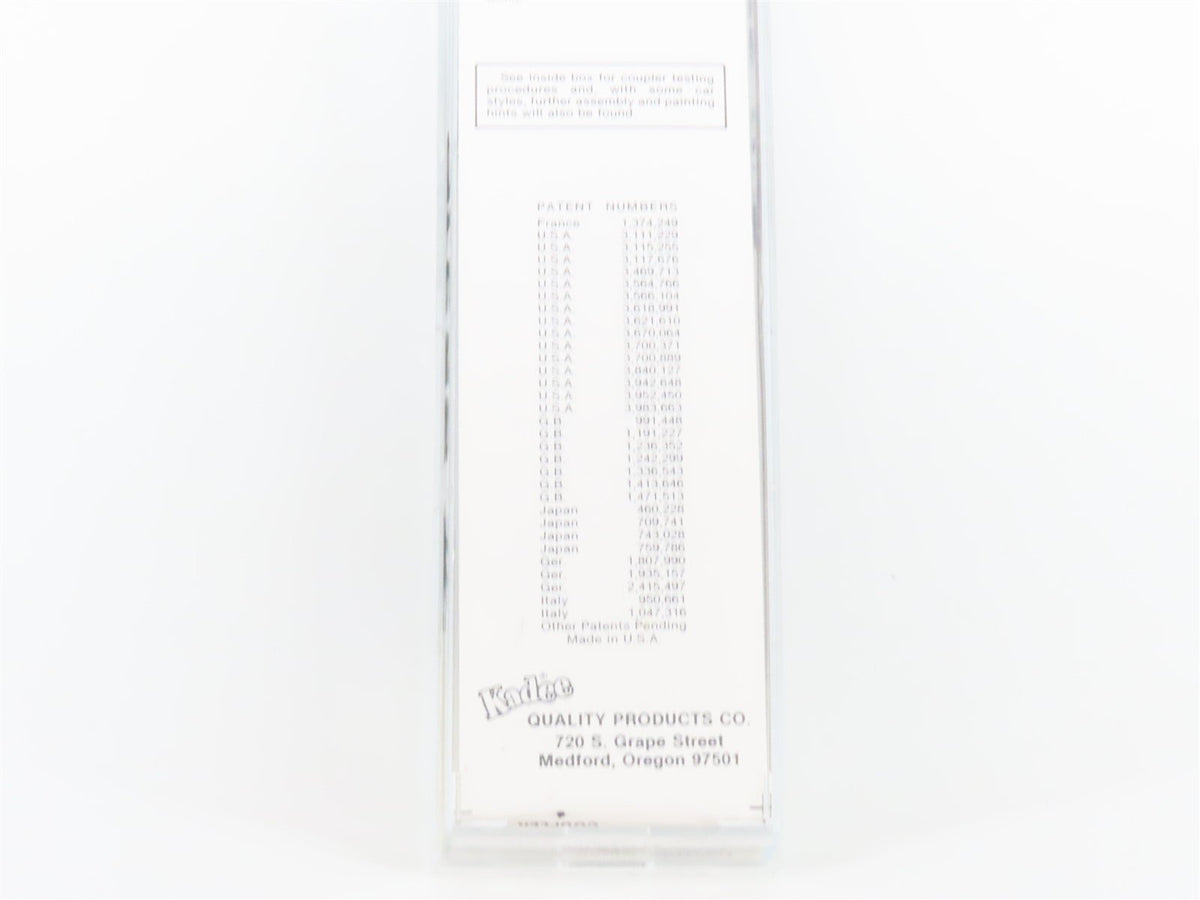 See inside box for coupler testing
procedures and, with some car
styles, further assembly and painting
hints will also be found
PATENT NUMBERS
France 1,374,249
U.S.A. 3,111,229
U.S.A. 3,115,255
U.S.A. 3,117,676
U.S.A. 3,469,713
U.S.A. 3,564,766
U.S.A. 3,566,104
U.S.A. 3,618,991
U.S.A. 3,621,610
U.S.A. 3,670,064
U.S.A. 3,700,371
U.S.A. 3,700,889
U.S.A. 3,840,127
U.S.A. 3,942,648
U.S.A. 3,952,450
U.S.A 3,983,663
G.B. 991,448
G.B. 1,191,227
G.B. 1,236,352
G.B. 1,242,299
G.B. 1,336,543
G.B. 1,413,646
G.B. 1,471,513
Japan 460,228
Japan 709,741
Japan 743,028
Japan 759,786
Ger 1,807,990
Ger 1,935,157
Ger 2,415,497
Italy 950,661
Italy 1,047,316
Other Patents Pending
Made in U.S.A
Kadee
QUALITY PRODUCTS CO.
720 S. Grape Street
Medford, Oregon 97501